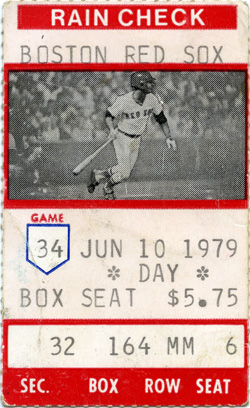 RAIN CHECK
BOSTON RED SOX
RED SOX
GAME
34 JUN 10 1979
* DAY *
BOX SEAT $5.75
32 164 MM 6
SEC. BOX ROW SEAT